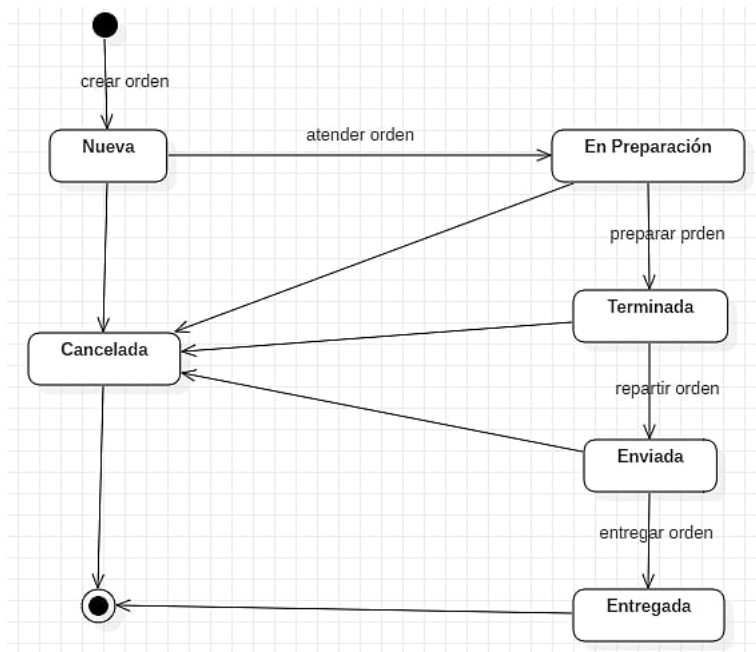 crear orden
Nueva
atender orden
En Preparación
preparar prden
Terminada
Cancelada
repartir orden
Enviada
entregar orden
Entregada